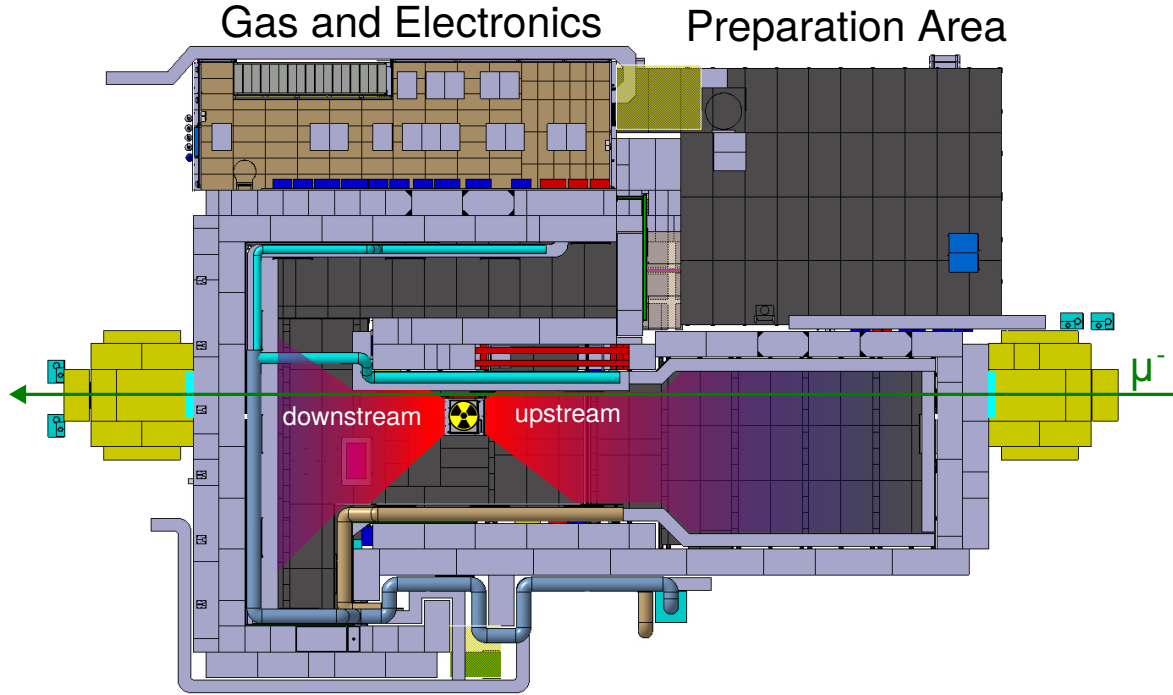 Gas and Electronics
Preparation Area
μ-
downstream
upstream